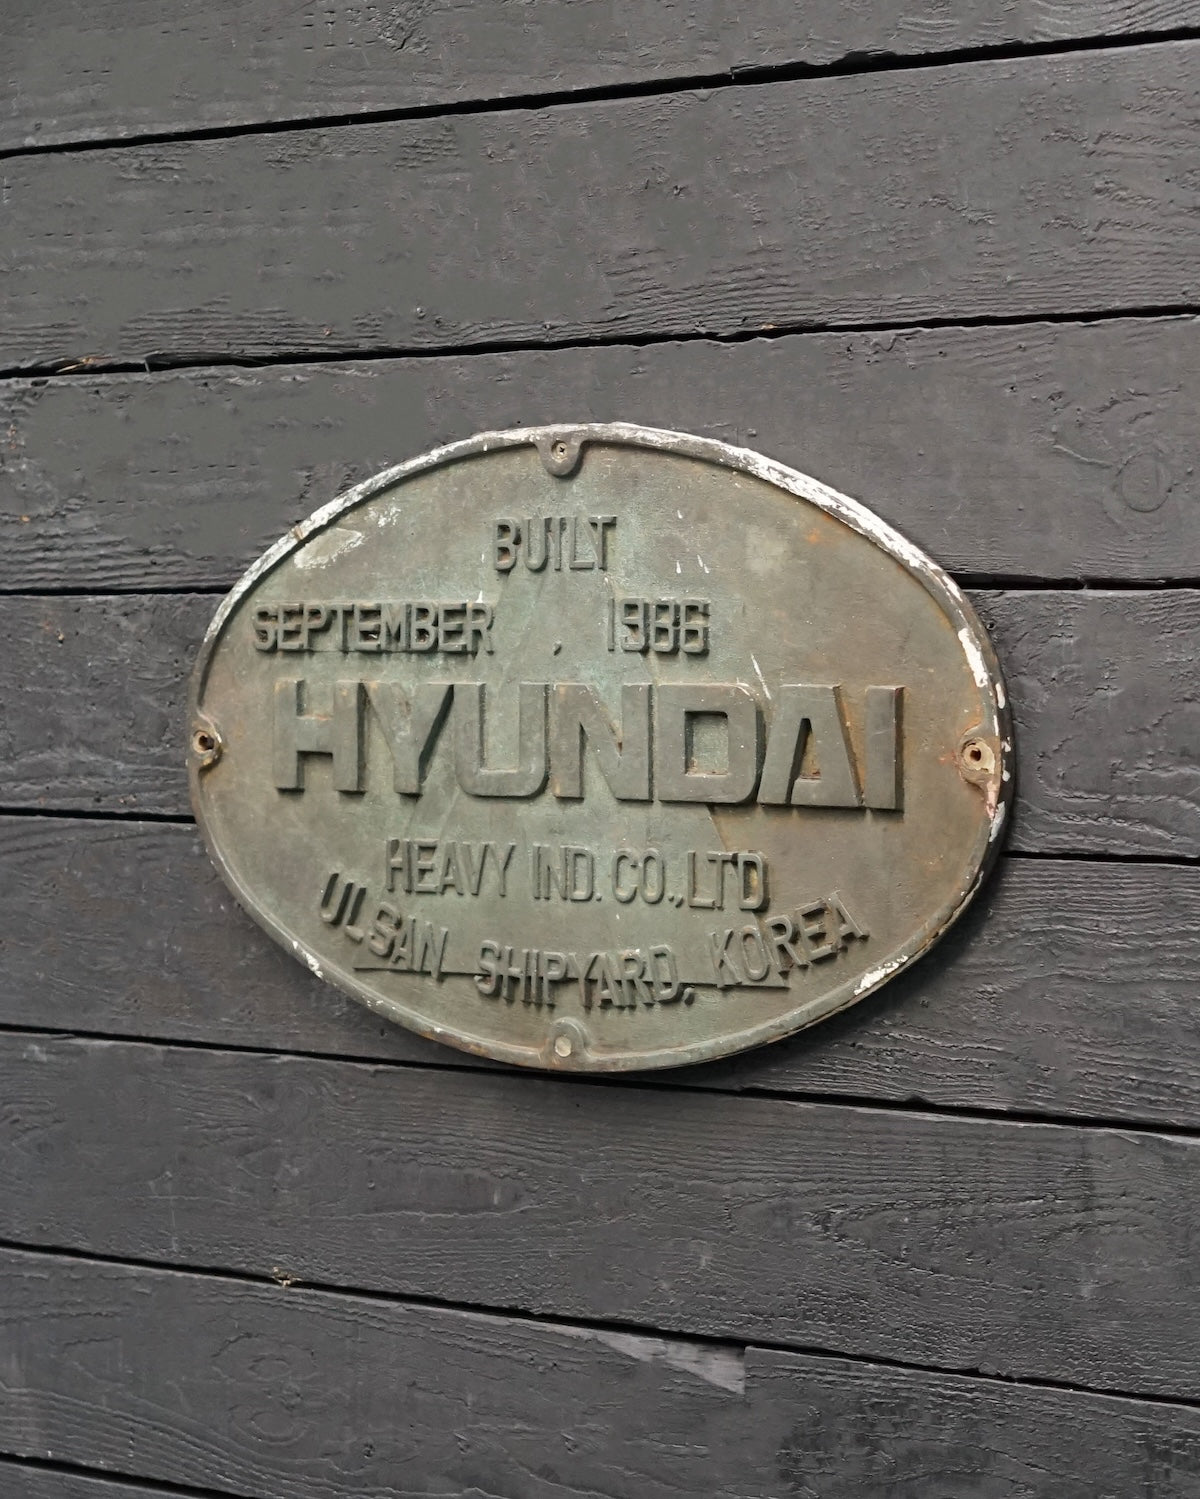 BUILT
SEPTEMBER , 1986
HYUNDAI
HEAVY IND. CO., LTD
ULSAN SHIPYARD, KOREA